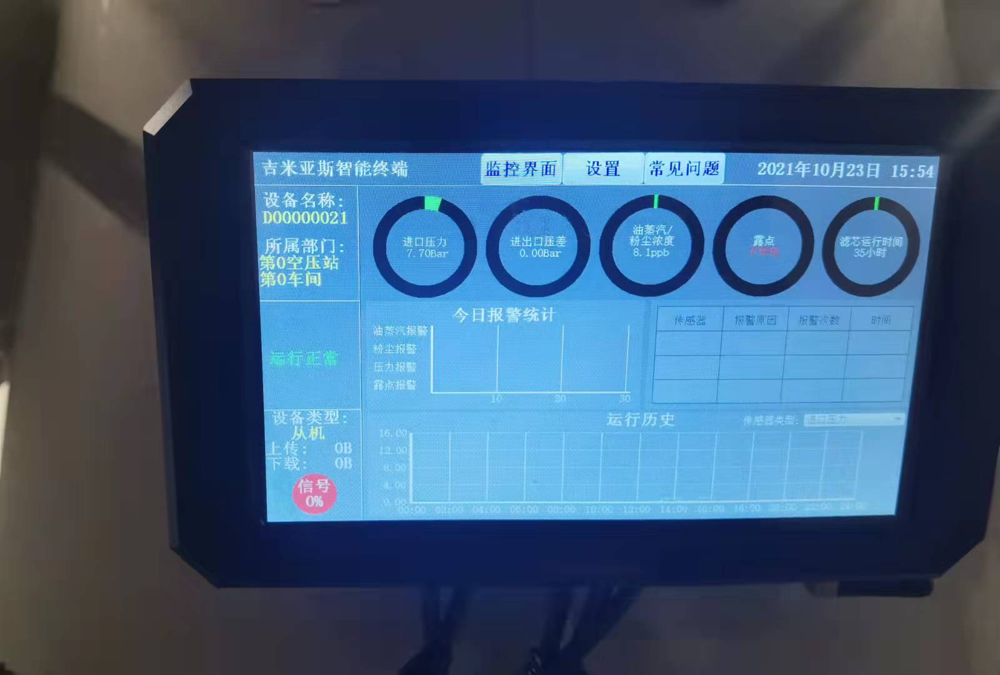 吉米亚斯智能终端
监控界面
设置
常见问题
2021年10月23日 15:54
设备名称:
D00000021
所属部门:
第0空压站
第0车间
进口压力
7.70Bar
进出口压差
0.00Bar
油蒸汽/
粉尘浓度
8.1ppb
露点
滤芯运行时间
35小时
运行正常
今日报警统计
油蒸汽报警
粉尘报警
压力报警
露点报警
10 20 30
传感器 报警原因 报警次数 时间
设备类型:
从机
上传: 0B
下载: 0B
信号
0%
运行历史
传感器类型: 进口压力
16.00
12.00
8.00
4.00
0.00
00:00 02:00 04:00 06:00 08:00 10:00 12:00 14:00 16:00 18:00 20:00 22:00 24:00